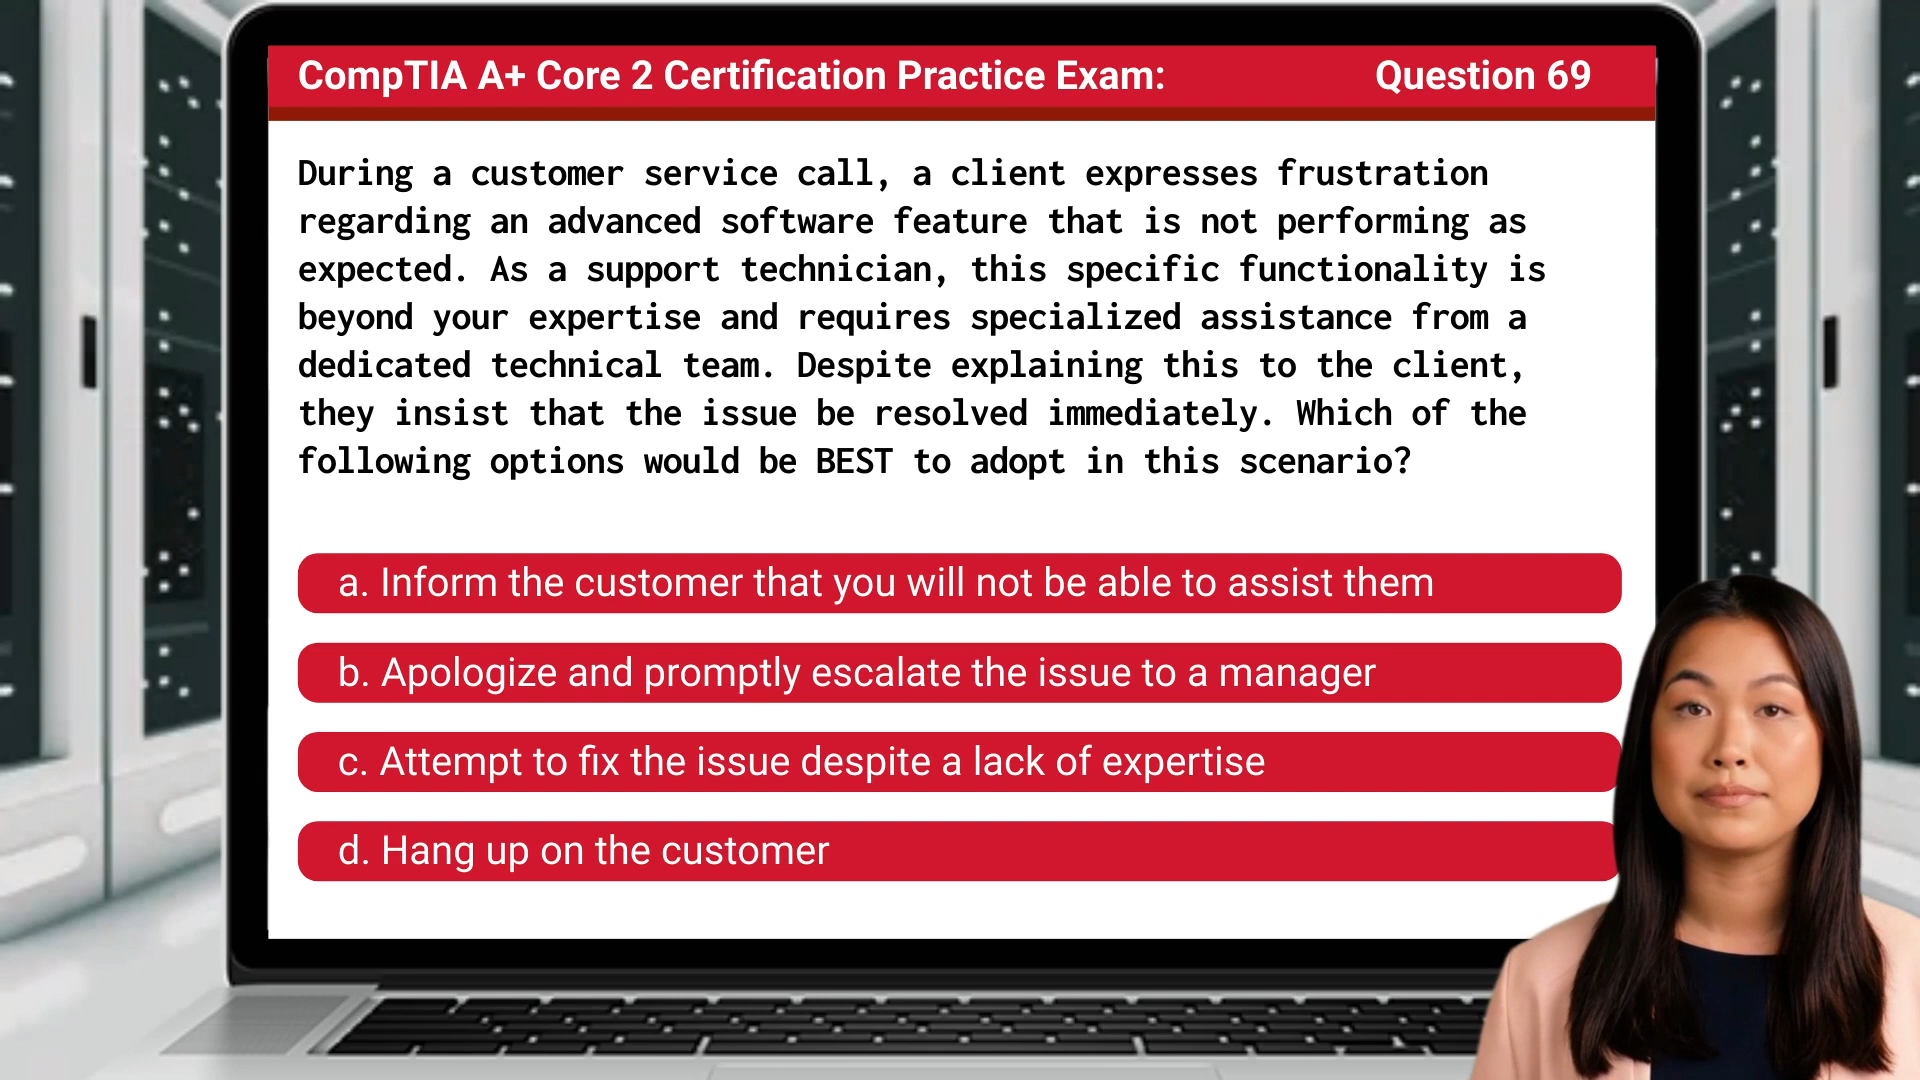 CompTIA A+ Core 2 Certification Practice Exam: Question 69
During a customer service call, a client expresses frustration
regarding an advanced software feature that is not performing as
expected. As a support technician, this specific functionality is
beyond your expertise and requires specialized assistance from a
dedicated technical team. Despite explaining this to the client,
they insist that the issue be resolved immediately. Which of the
following options would be BEST to adopt in this scenario?
a. Inform the customer that you will not be able to assist them
b. Apologize and promptly escalate the issue to a manager
c. Attempt to fix the issue despite a lack of expertise
d. Hang up on the customer